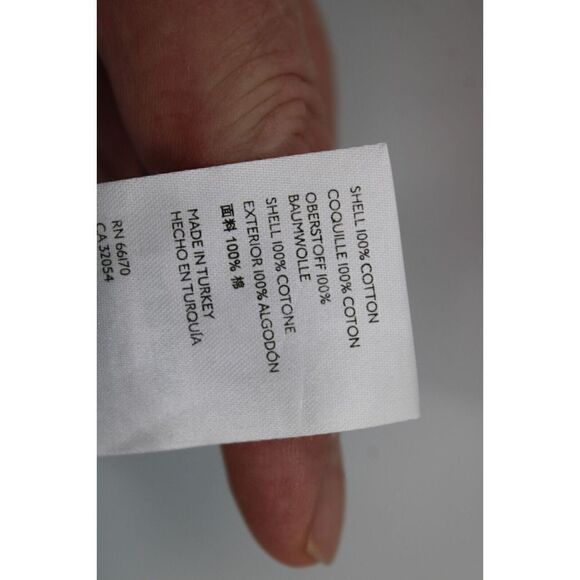 SHELL 100% COTTON
COQUILLE 100% COTON
OBERSTOFF 100%
BAUMWOLLE
SHELL 100% COTONE
EXTERIOR 100% ALGODÓN
面料 100% 棉
MADE IN TURKEY
HECHO EN TURQUÍA
RN 66170
CA 32054